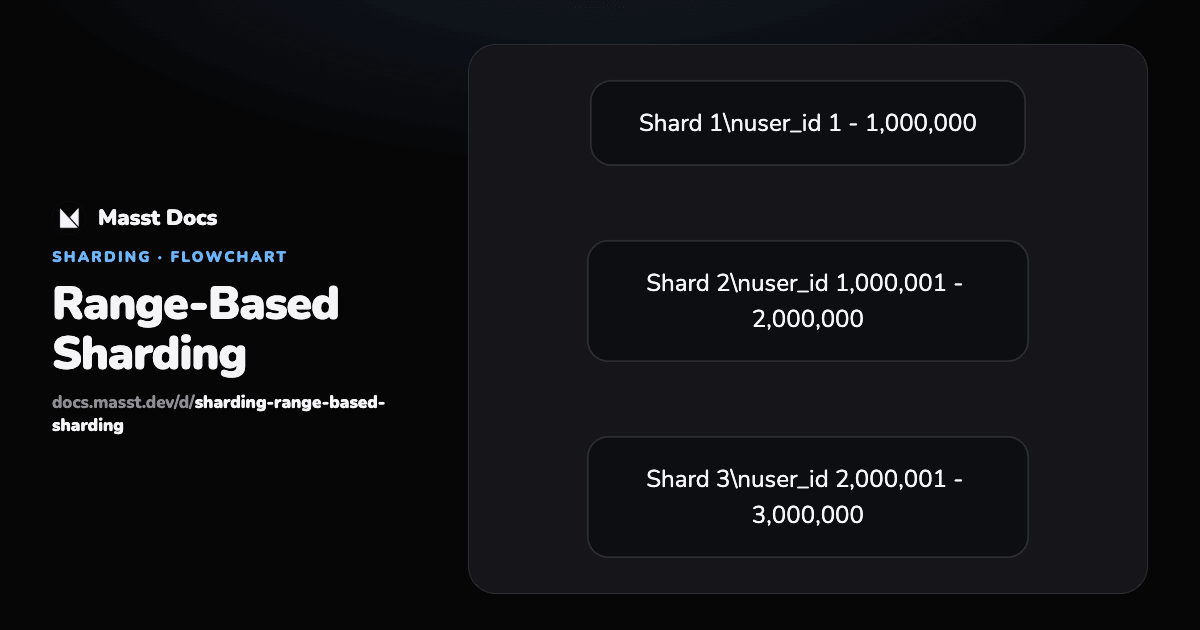 Masst Docs
SHARDING · FLOWCHART
Range-Based
Sharding
docs.masst.dev/d/sharding-range-based-
sharding
Shard 1\nuser_id 1 - 1,000,000
Shard 2\nuser_id 1,000,001 -
2,000,000
Shard 3\nuser_id 2,000,001 -
3,000,000